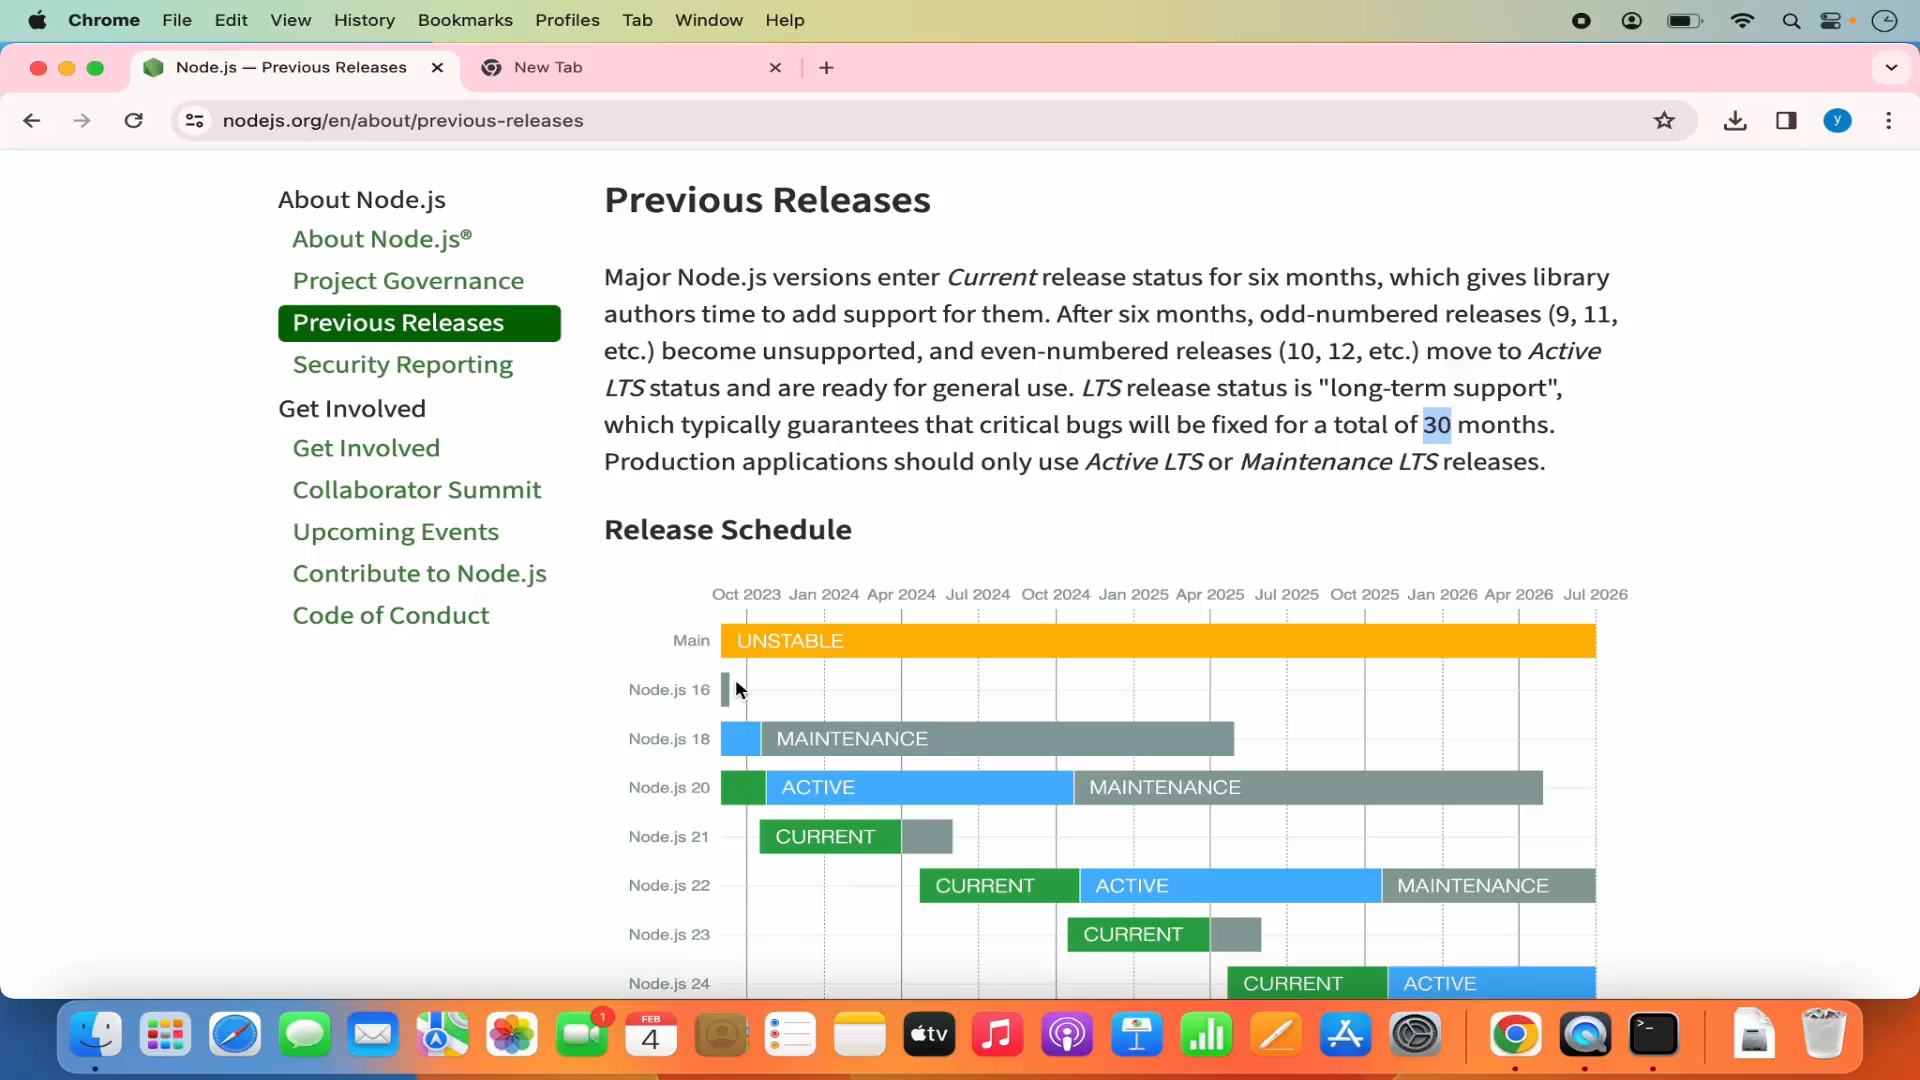 Chrome File Edit View History Bookmarks Profiles Tab Window Help
Node.js — Previous Releases New Tab
nodejs.org/en/about/previous-releases
y
About Node.js
About Node.js®
Project Governance
Previous Releases
Security Reporting
Get Involved
Get Involved
Collaborator Summit
Upcoming Events
Contribute to Node.js
Code of Conduct
Previous Releases
Major Node.js versions enter Current release status for six months, which gives library
authors time to add support for them. After six months, odd-numbered releases (9, 11,
etc.) become unsupported, and even-numbered releases (10, 12, etc.) move to Active
LTS status and are ready for general use. LTS release status is "long-term support",
which typically guarantees that critical bugs will be fixed for a total of 30 months.
Production applications should only use Active LTS or Maintenance LTS releases.
Release Schedule
Oct 2023 Jan 2024 Apr 2024 Jul 2024 Oct 2024 Jan 2025 Apr 2025 Jul 2025 Oct 2025 Jan 2026 Apr 2026 Jul 2026
Main UNSTABLE
Node.js 16
Node.js 18 MAINTENANCE
Node.js 20 ACTIVE MAINTENANCE
Node.js 21 CURRENT
Node.js 22 CURRENT ACTIVE MAINTENANCE
Node.js 23 CURRENT
Node.js 24 CURRENT ACTIVE
1
FEB
4
tv
>_